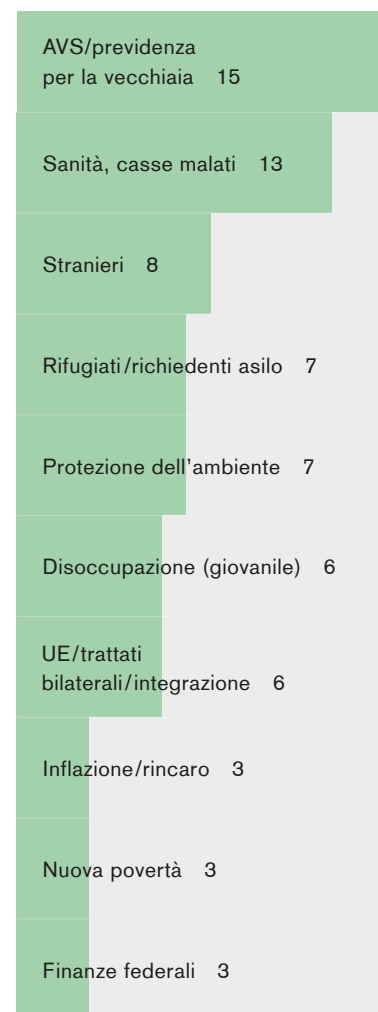 AVS/previdenza
per la vecchiaia 15
Sanità, casse malati 13
Stranieri 8
Rifugiati/richiedenti asilo 7
Protezione dell'ambiente 7
Disoccupazione (giovanile) 6
UE/trattati
bilaterali/integrazione 6
Inflazione/rincaro 3
Nuova povertà 3
Finanze federali 3